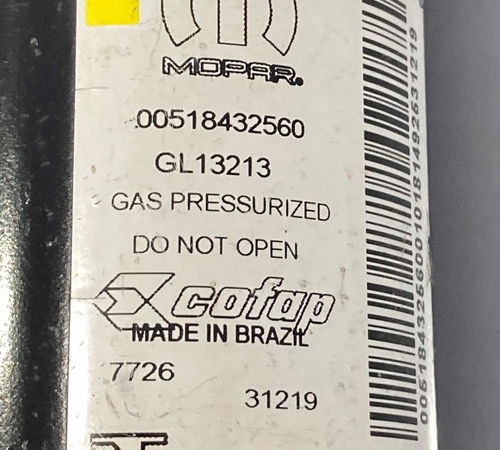 MOPAR®
00518432560
GL13213
GAS PRESSURIZED
DO NOT OPEN
cofap
MADE IN BRAZIL
7726
31219